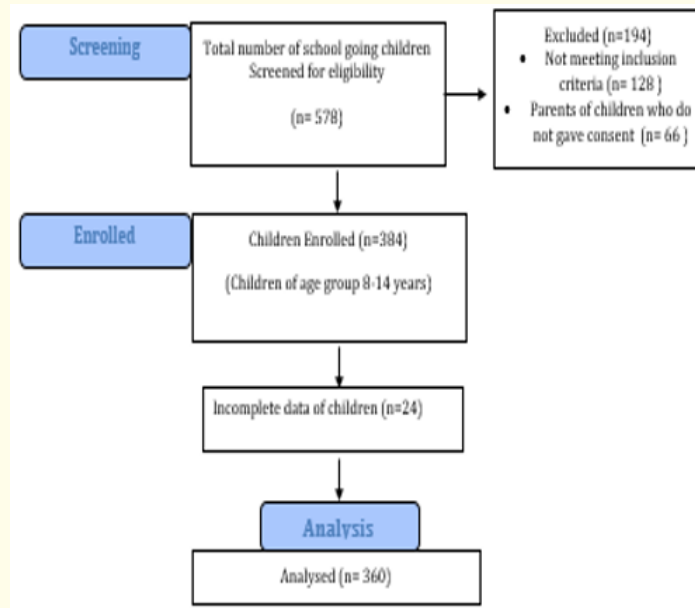 Screening
Total number of school going children
Screened for eligibility
(n= 578)
Excluded (n=194)
• Not meeting inclusion
criteria (n= 128 )
• Parents of children who do
not gave consent (n= 66 )
Enrolled
Children Enrolled (n=384)
(Children of age group 8-14 years)
Incomplete data of children (n=24)
Analysis
Analysed (n= 360)